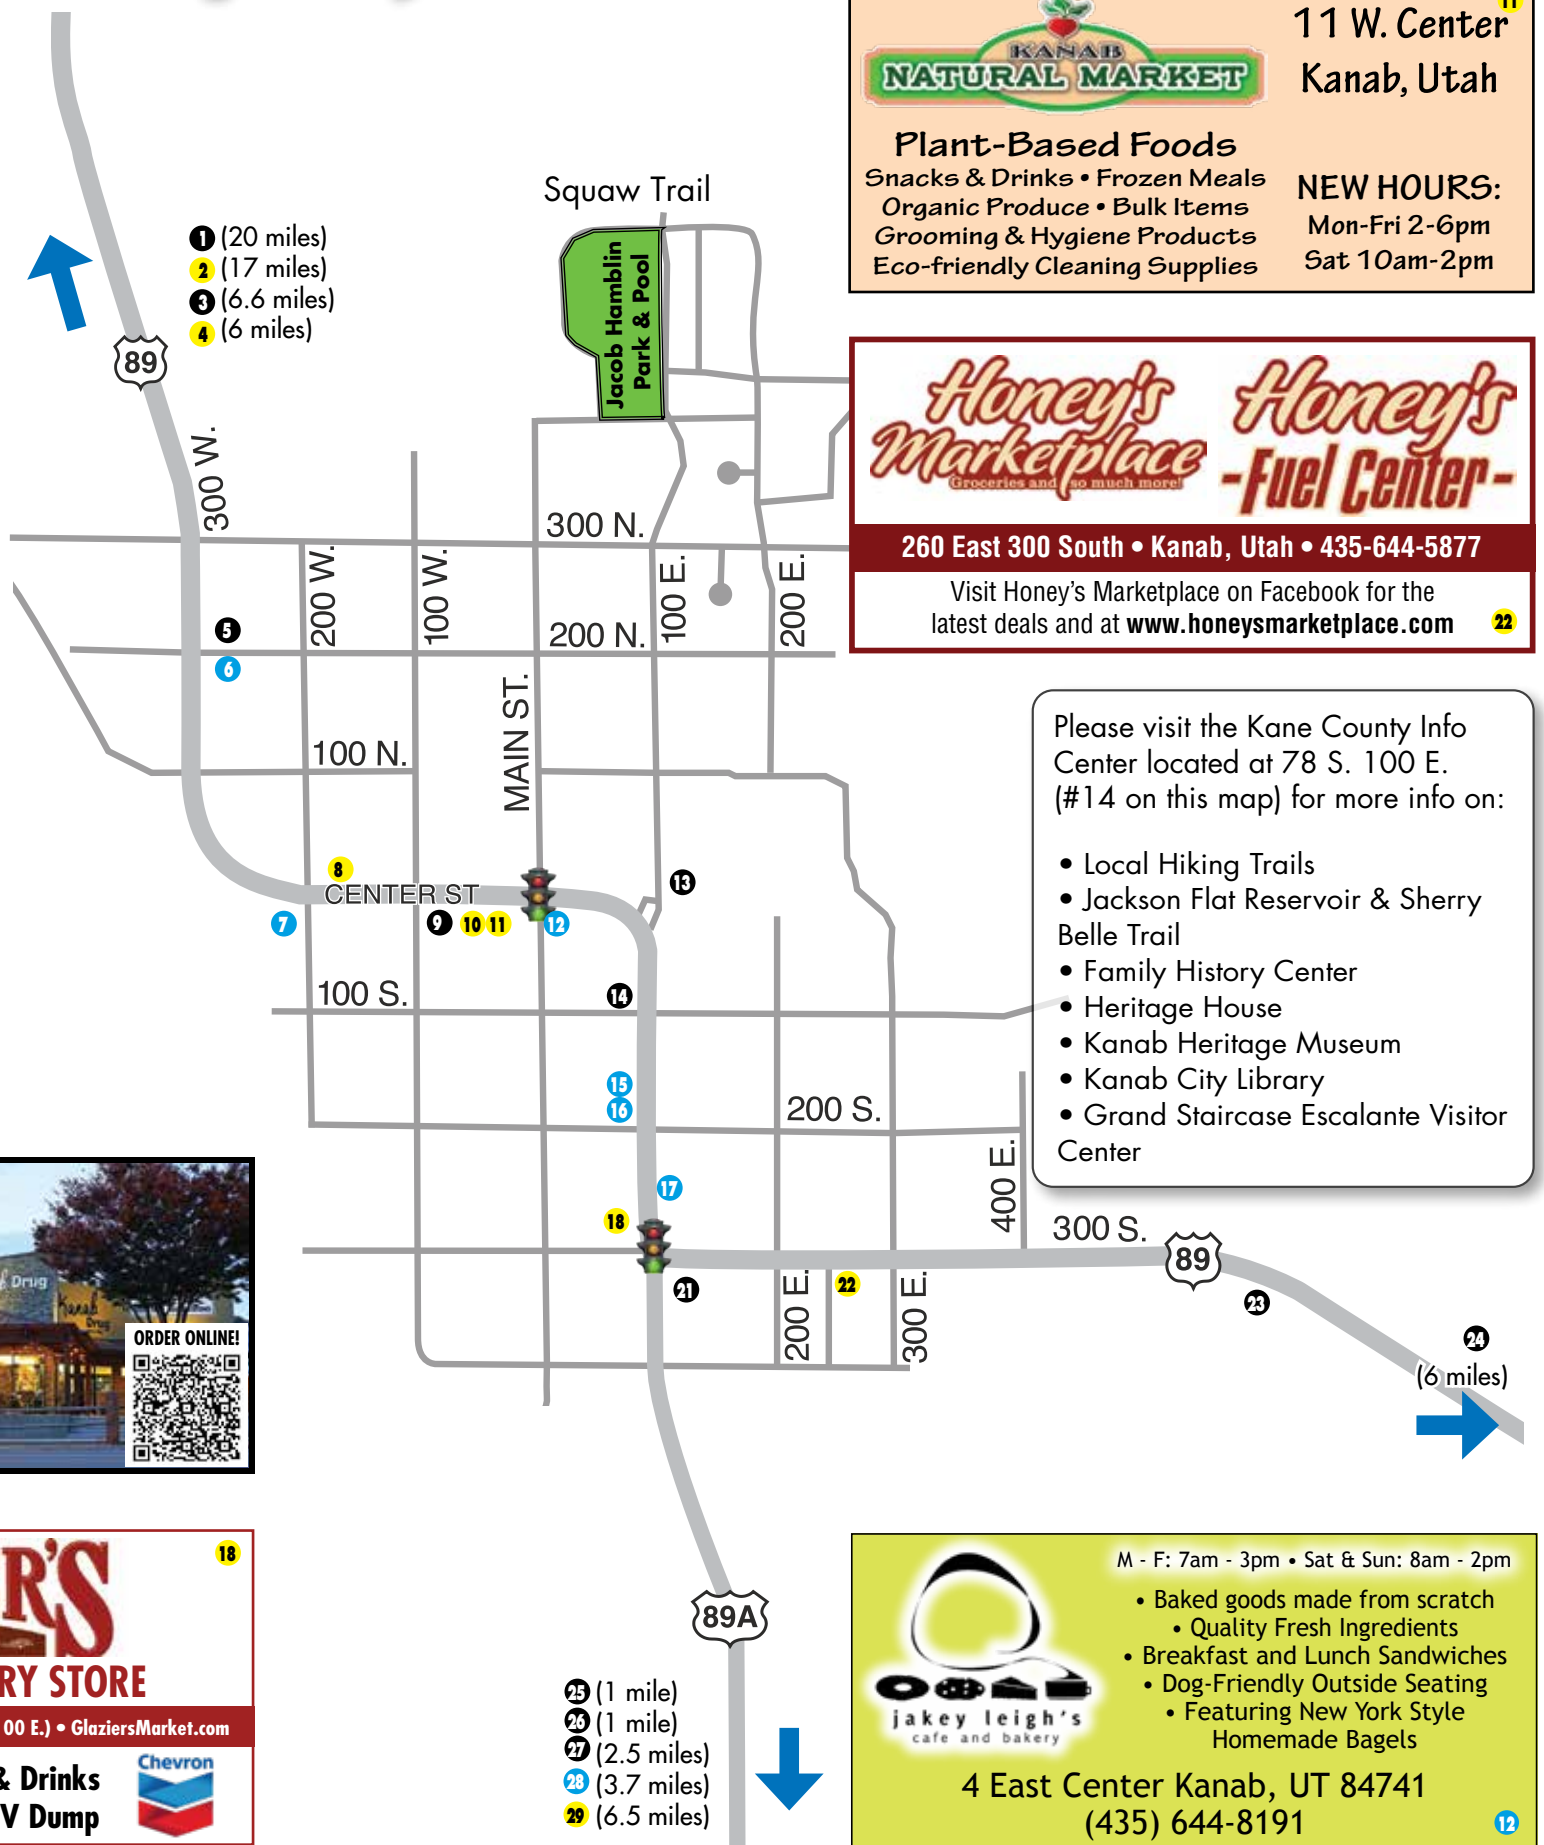 11
KANAB
NATURAL MARKET
11 W. Center
Kanab, Utah
Plant-Based Foods
Snacks & Drinks • Frozen Meals
Organic Produce • Bulk Items
Grooming & Hygiene Products
Eco-friendly Cleaning Supplies
NEW HOURS:
Mon-Fri 2-6pm
Sat 10am-2pm
Squaw Trail
Jacob Hamblin
Park & Pool
1 (20 miles)
2 (17 miles)
3 (6.6 miles)
4 (6 miles)
89
Honey's
Marketplace
Groceries and so much more!
Honey's
-Fuel Center-
260 East 300 South • Kanab, Utah • 435-644-5877
Visit Honey's Marketplace on Facebook for the
latest deals and at www.honeysmarketplace.com
22
300 W.
300 N.
200 W.
100 W.
100 E.
200 E.
5
200 N.
6
MAIN ST.
100 N.
8
CENTER ST
7
9
10
11
12
13
100 S.
14
15
16
200 S.
17
18
400 E.
300 S.
89
21
200 E.
22
300 E.
23
24
(6 miles)
Please visit the Kane County Info
Center located at 78 S. 100 E.
(#14 on this map) for more info on:
• Local Hiking Trails
• Jackson Flat Reservoir & Sherry
Belle Trail
• Family History Center
• Heritage House
• Kanab Heritage Museum
• Kanab City Library
• Grand Staircase Escalante Visitor
Center
Drug
Kanab
Drug
ORDER ONLINE!
18
R'S
RY STORE
00 E.) • GlaziersMarket.com
& Drinks
V Dump
Chevron
89A
25 (1 mile)
26 (1 mile)
27 (2.5 miles)
28 (3.7 miles)
29 (6.5 miles)
jakey leigh's
cafe and bakery
M - F: 7am - 3pm • Sat & Sun: 8am - 2pm
• Baked goods made from scratch
• Quality Fresh Ingredients
• Breakfast and Lunch Sandwiches
• Dog-Friendly Outside Seating
• Featuring New York Style
Homemade Bagels
4 East Center Kanab, UT 84741
(435) 644-8191
12